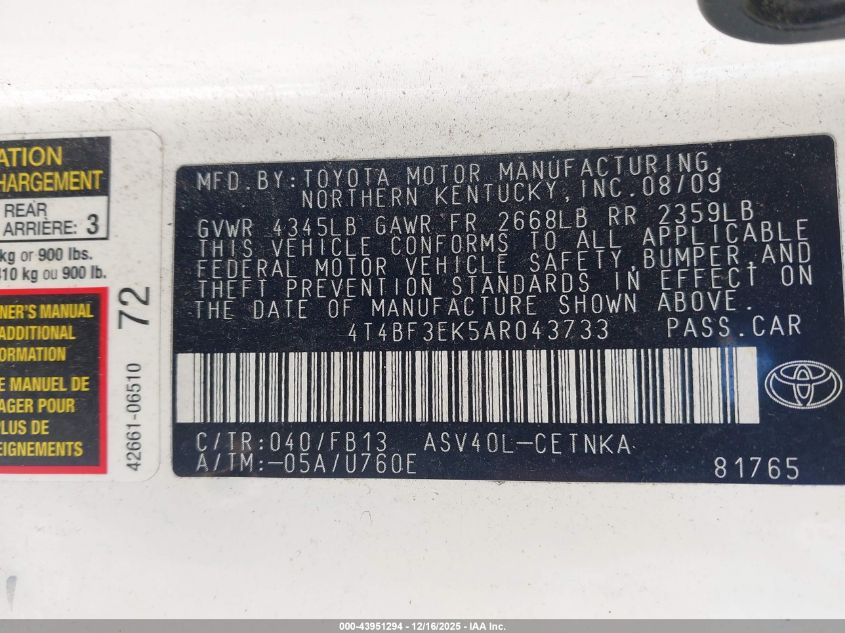 ATION
HARGEMENT
REAR
ARRIÈRE: 3
kg or 900 lbs.
10 kg ou 900 lb.
NER'S MANUAL
ADDITIONAL
FORMATION
E MANUEL DE
AGER POUR
PLUS DE
EIGNEMENTS
72
42661-06510
MFD.BY:TOYOTA MOTOR MANUFACTURING,
NORTHERN KENTUCKY,INC.08/09
GVWR 4345LB GAWR FR 2668LB RR 2359LB
THIS VEHICLE CONFORMS TO ALL APPLICABLE
FEDERAL MOTOR VEHICLE SAFETY,BUMPER,AND
THEFT PREVENTION STANDARDS IN EFFECT ON
THE DATE OF MANUFACTURE SHOWN ABOVE.
4T4BF3EK5AR043733 PASS.CAR
C/TR:040/FB13 ASV40L-CETNKA
A/TM:-05A/U760E 81765
000-43951294 - 12/16/2025 - IAA Inc.